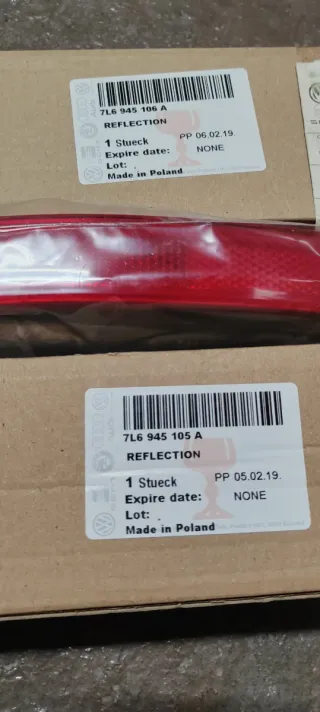 7L6 945 106 A
REFLECTION
1 Stueck PP 06.02.19.
Expire date: NONE
Lot: .
Made in Poland
7L6 945 105 A
REFLECTION
1 Stueck PP 05.02.19.
Expire date: NONE
Lot: .
Made in Poland